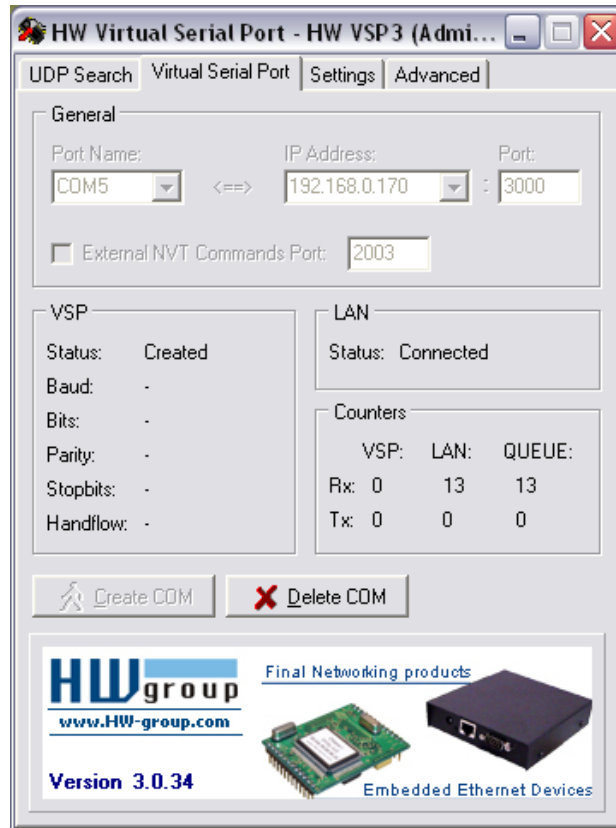 HW Virtual Serial Port - HW VSP3 (Admi...
UDP Search Virtual Serial Port Settings Advanced
General
Port Name: IP Address: Port:
COM5 <==> 192.168.0.170 : 3000
External NVT Commands Port: 2003
VSP
Status: Created
Baud: -
Bits: -
Parity: -
Stopbits: -
Handflow: -
LAN
Status: Connected
Counters
VSP: LAN: QUEUE:
Rx: 0 13 13
Tx: 0 0 0
Create COM Delete COM
HW group
www.HW-group.com
Version 3.0.34
Final Networking products
Embedded Ethernet Devices